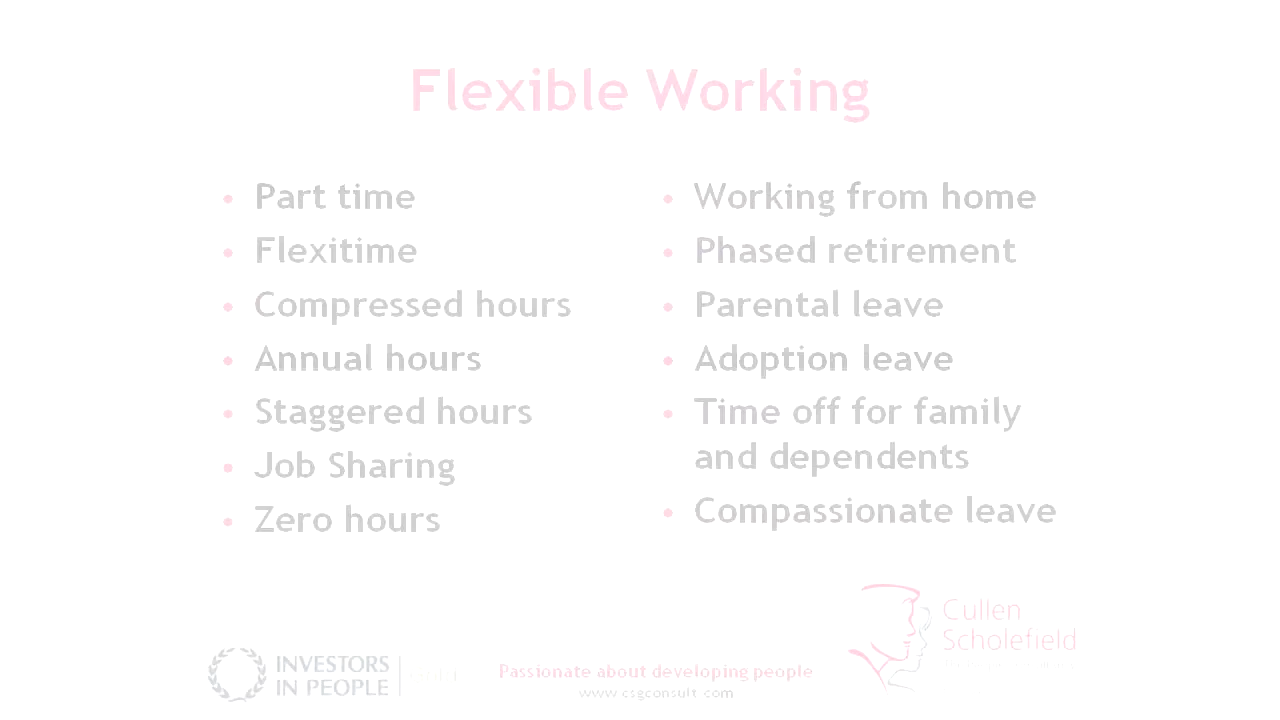 Flexible Working
• Part time
• Flexitime
• Compressed hours
• Annual hours
• Staggered hours
• Job Sharing
• Zero hours
• Working from home
• Phased retirement
• Parental leave
• Adoption leave
• Time off for family
and dependents
• Compassionate leave
INVESTORS
IN PEOPLE
Passionate about developing people
www.csgconsult.com
Cullen
Scholefield